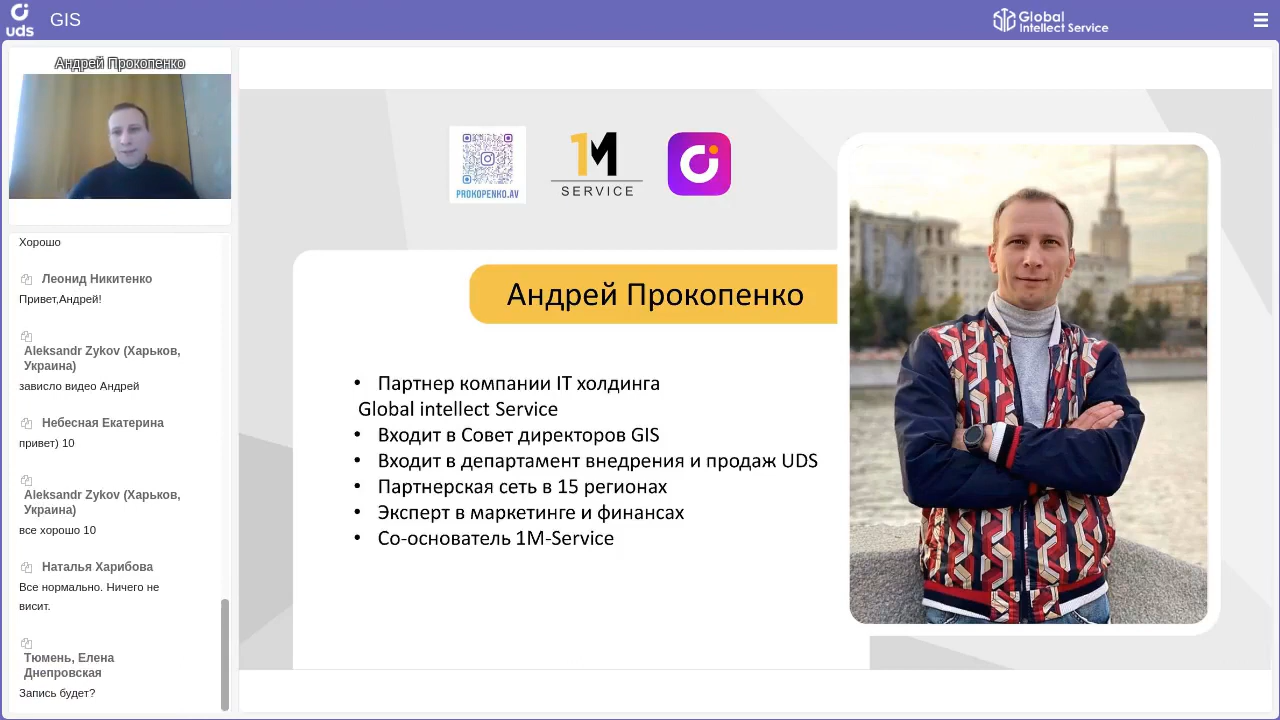 uds
GIS
Global
Intellect Service
Андрей Прокопенко
Хорошо
Леонид Никитенко
Привет,Андрей!
Aleksandr Zykov (Харьков,
Украина)
зависло видео Андрей
Небесная Екатерина
привет) 10
Aleksandr Zykov (Харьков,
Украина)
все хорошо 10
Наталья Харибова
Все нормально. Ничего не
висит.
Тюмень, Елена
Днепровская
Запись будет?
PROKOPENKO.AV
1M
SERVICE
Андрей Прокопенко
• Партнер компании IT холдинга
Global intellect Service
• Входит в Совет директоров GIS
• Входит в департамент внедрения и продаж UDS
• Партнерская сеть в 15 регионах
• Эксперт в маркетинге и финансах
• Со-основатель 1M-Service